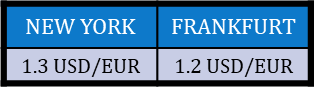 NEW YORK FRANKFURT
1.3 USD/EUR 1.2 USD/EUR